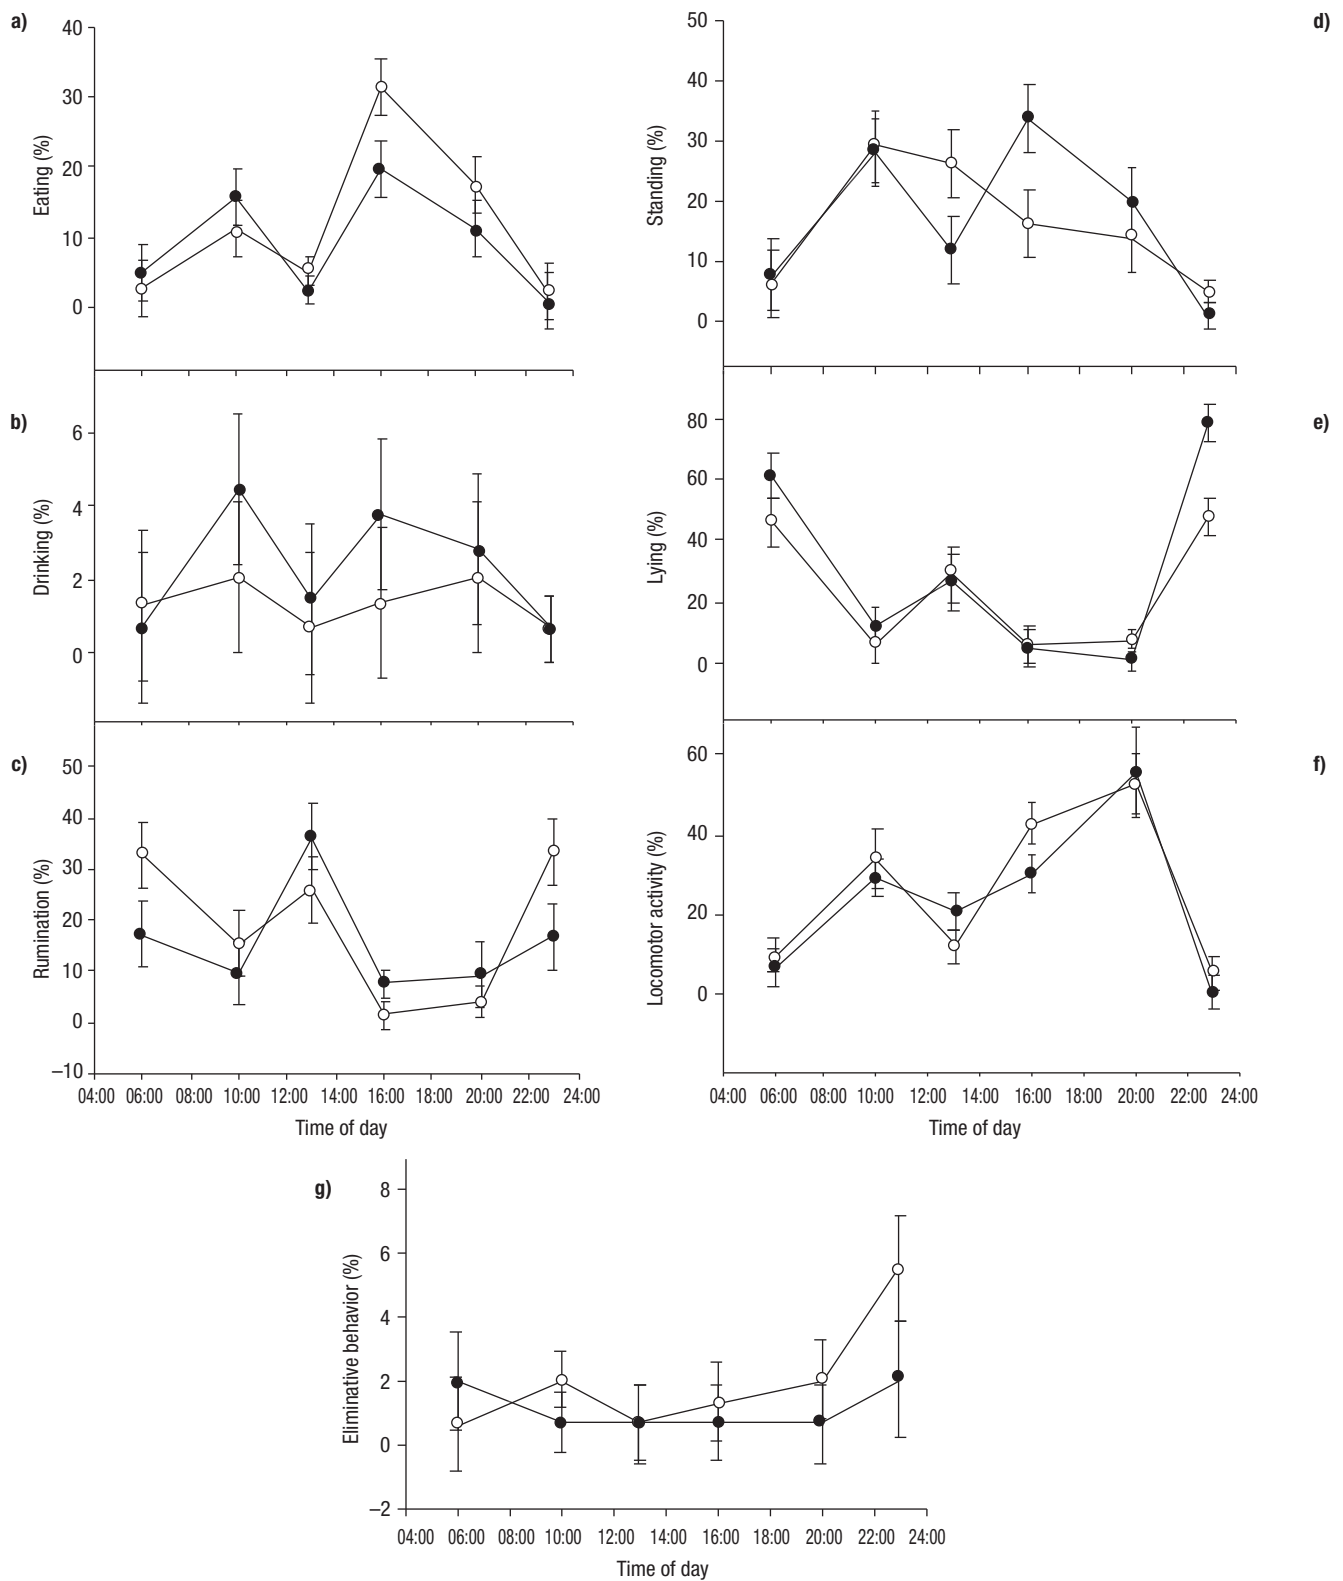 a)
40
30
20
10
0
Eating (%)
b)
6
4
2
0
Drinking (%)
c)
50
40
30
20
10
0
–10
Rumination (%)
04:00 06:00 08:00 10:00 12:00 14:00 16:00 18:00 20:00 22:00 24:00
Time of day
d)
50
40
30
20
10
0
Standing (%)
e)
80
60
40
20
0
Lying (%)
f)
60
40
20
0
Locomotor activity (%)
04:00 06:00 08:00 10:00 12:00 14:00 16:00 18:00 20:00 22:00 24:00
Time of day
g)
8
6
4
2
0
–2
Eliminative behavior (%)
04:00 06:00 08:00 10:00 12:00 14:00 16:00 18:00 20:00 22:00 24:00
Time of day